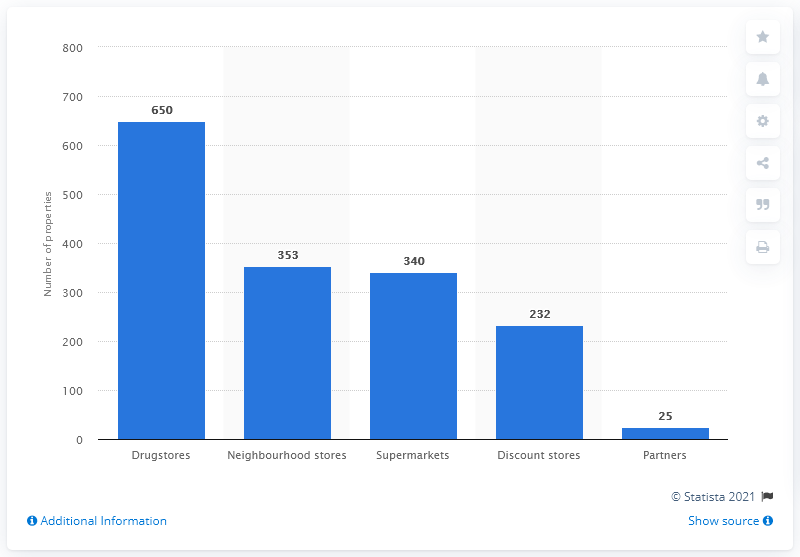 800
700
600
500
400
300
200
100
0
Number of properties
650
353
340
232
25
Drugstores
Neighbourhood stores
Supermarkets
Discount stores
Partners
© Statista 2021
Additional Information
Show source